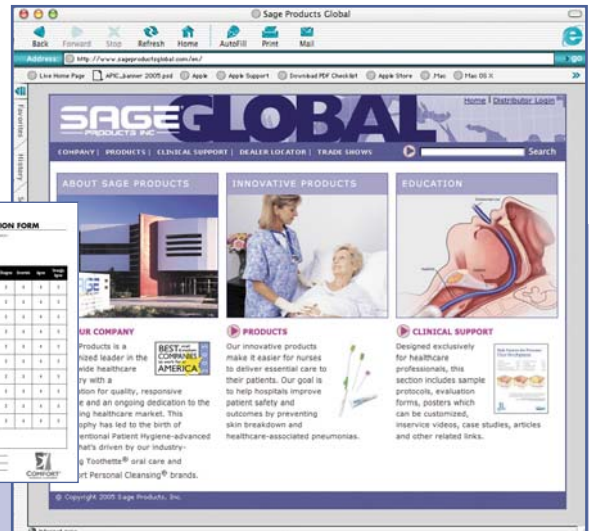 Sage Products Global
Back Forward Stop Refresh Home AutoFill Print Mail
Address http://www.sageproductsglobal.com/en/
go
Live Home Page APIC_banner 2005.psd Apple Apple Support Download PDF Checklist Apple Store .Mac Mac OS X
Favorites
History
SAGE GLOBAL
PRODUCTS INC
Home | Distributor Login
COMPANY | PRODUCTS | CLINICAL SUPPORT | DEALER LOCATOR | TRADE SHOWS
Search
ABOUT SAGE PRODUCTS
INNOVATIVE PRODUCTS
EDUCATION
ION FORM
UR COMPANY
Products is a
nized leader in the
wide healthcare
ry with a
tion for quality, responsive
e and an ongoing dedication to the
ing healthcare market. This
ophy has led to the birth of
ventional Patient Hygiene-advanced
hat's driven by our industry-
g Toothette® oral care and
rt Personal Cleansing® brands.
BEST
COMPANIES
AMERICA
PRODUCTS
Our innovative products
make it easier for nurses
to deliver essential care to
their patients. Our goal is
to help hospitals improve
patient safety and
outcomes by preventing
skin breakdown and
healthcare-associated pneumonias.
CLINICAL SUPPORT
Designed exclusively
for healthcare
professionals, this
section includes sample
protocols, evaluation
forms, posters which
can be customized,
inservice videos, case studies, articles
and other related links.
COMFORT
© Copyright 2005 Sage Products, Inc.